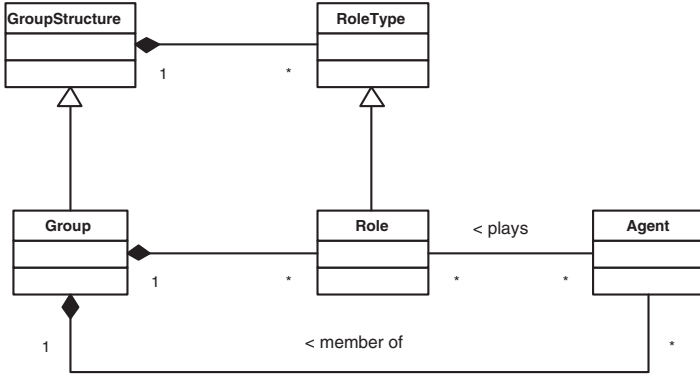 GroupStructure
RoleType
1
*
Group
Role
< plays
Agent
1
*
*
*
1
< member of
*